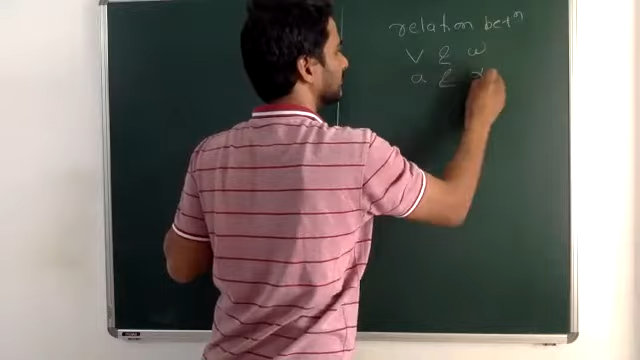 relation betⁿ
v & ω
a &